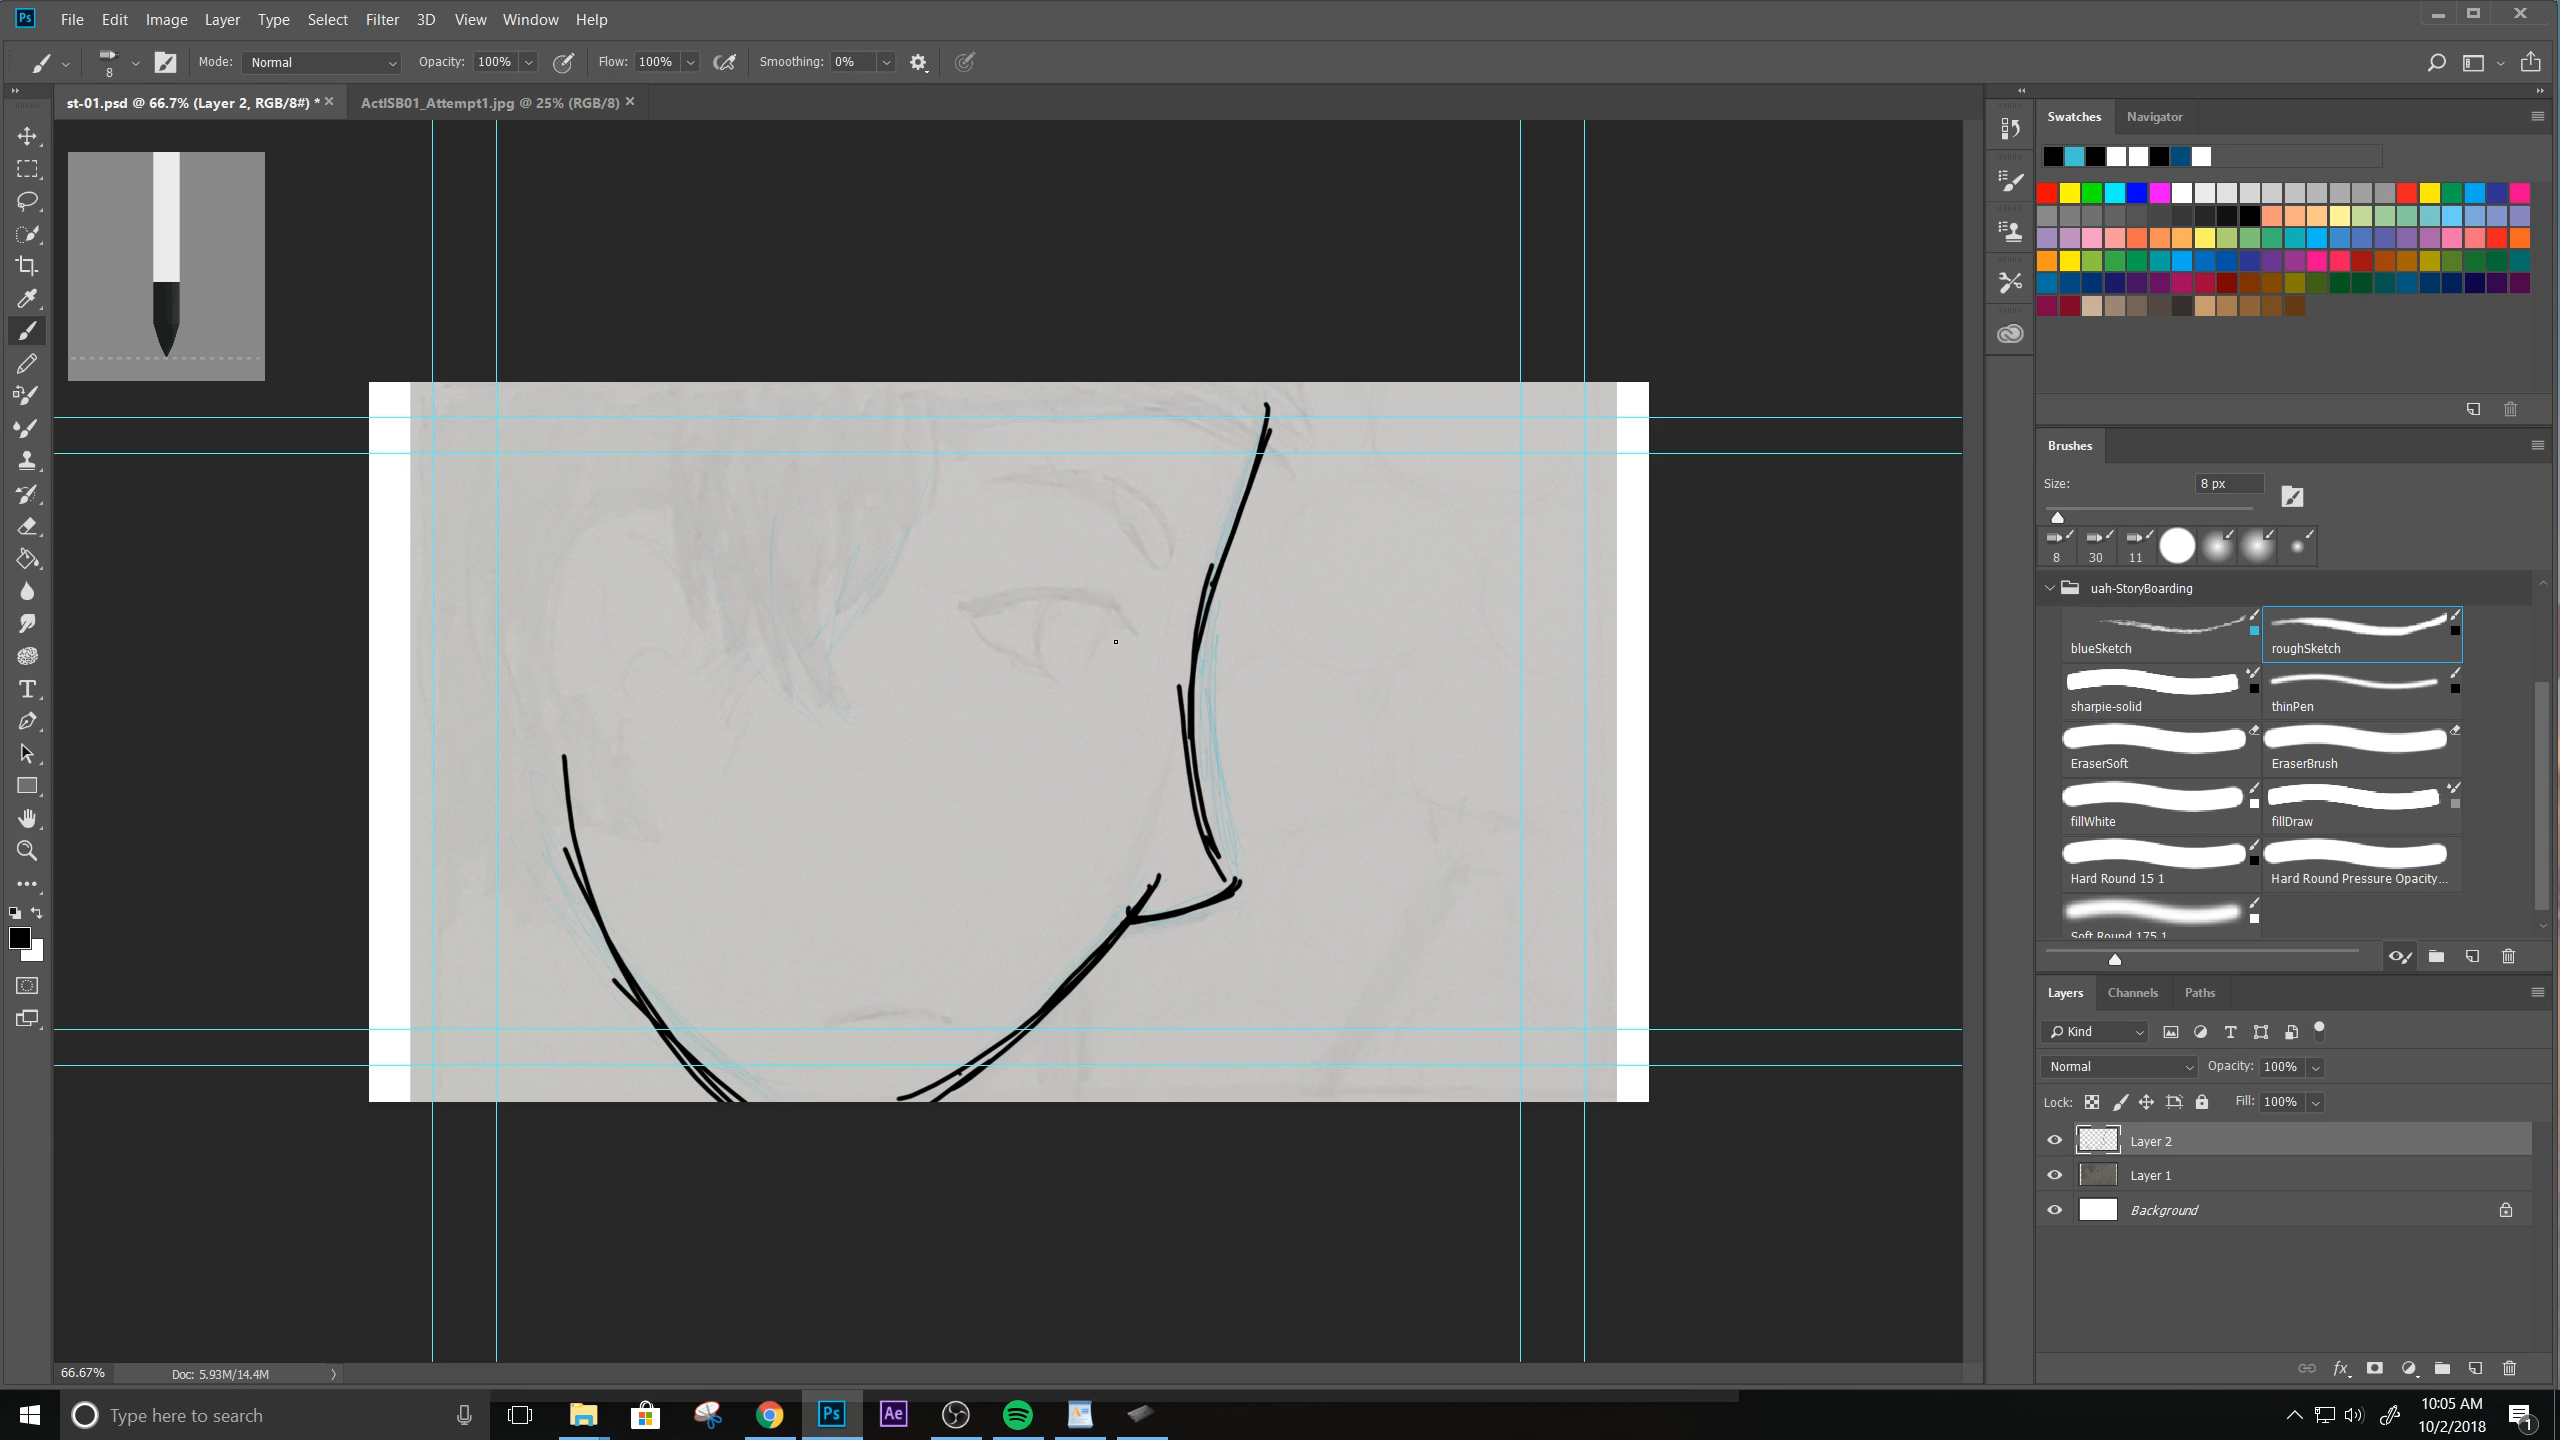 Ps File Edit Image Layer Type Select Filter 3D View Window Help
8 Mode: Normal Opacity: 100% Flow: 100% Smoothing: 0%
st-01.psd @ 66.7% (Layer 2, RGB/8#) * × ActISB01_Attempt1.jpg @ 25% (RGB/8) ×
Swatches Navigator
Brushes
Size: 8 px
8 30 11
uah-StoryBoarding
blueSketch roughSketch
sharpie-solid thinPen
EraserSoft EraserBrush
fillWhite fillDraw
Hard Round 15 1 Hard Round Pressure Opacity...
Soft Round 175 1
Layers Channels Paths
Kind
Normal Opacity: 100%
Lock: Fill: 100%
Layer 2
Layer 1
Background
66.67% Doc: 5.93M/14.4M
Type here to search
Ps Ae
10:05 AM
10/2/2018
1